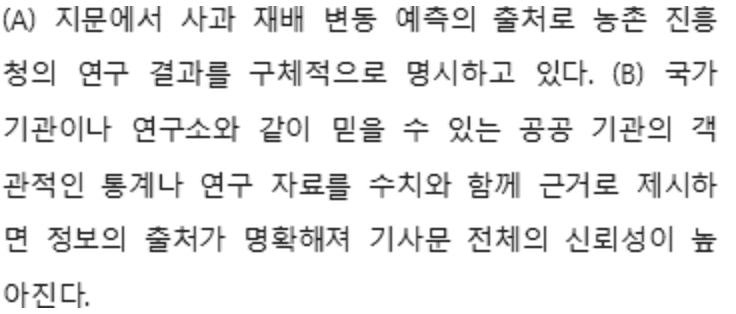 (A) 지문에서 사과 재배 변동 예측의 출처로 농촌 진흥
청의 연구 결과를 구체적으로 명시하고 있다. (B) 국가
기관이나 연구소와 같이 믿을 수 있는 공공 기관의 객
관적인 통계나 연구 자료를 수치와 함께 근거로 제시하
면 정보의 출처가 명확해져 기사문 전체의 신뢰성이 높
아진다.